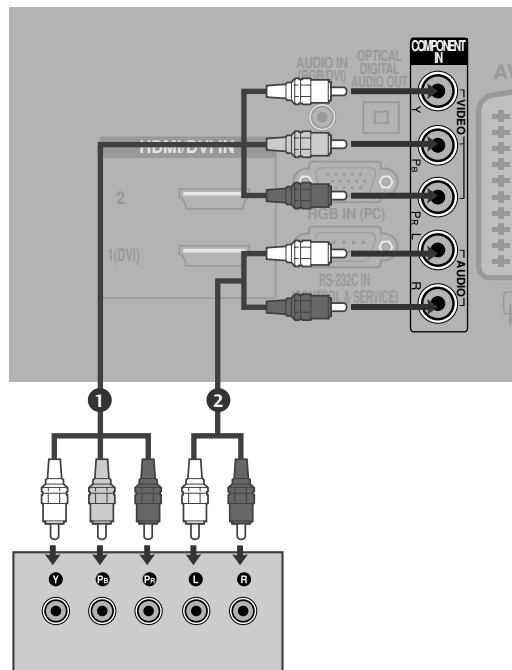 COMPONENT
IN
AUDIO IN
(RGB/DVI)
OPTICAL
DIGITAL
AUDIO OUT
AV
Y
VIDEO
HDMI/DVI IN
PB
2
PR
RGB IN (PC)
L
1(DVI)
AUDIO
RS-232C IN
(CONTROL & SERVICE)
R
1
2
Y
PB
PR
L
R